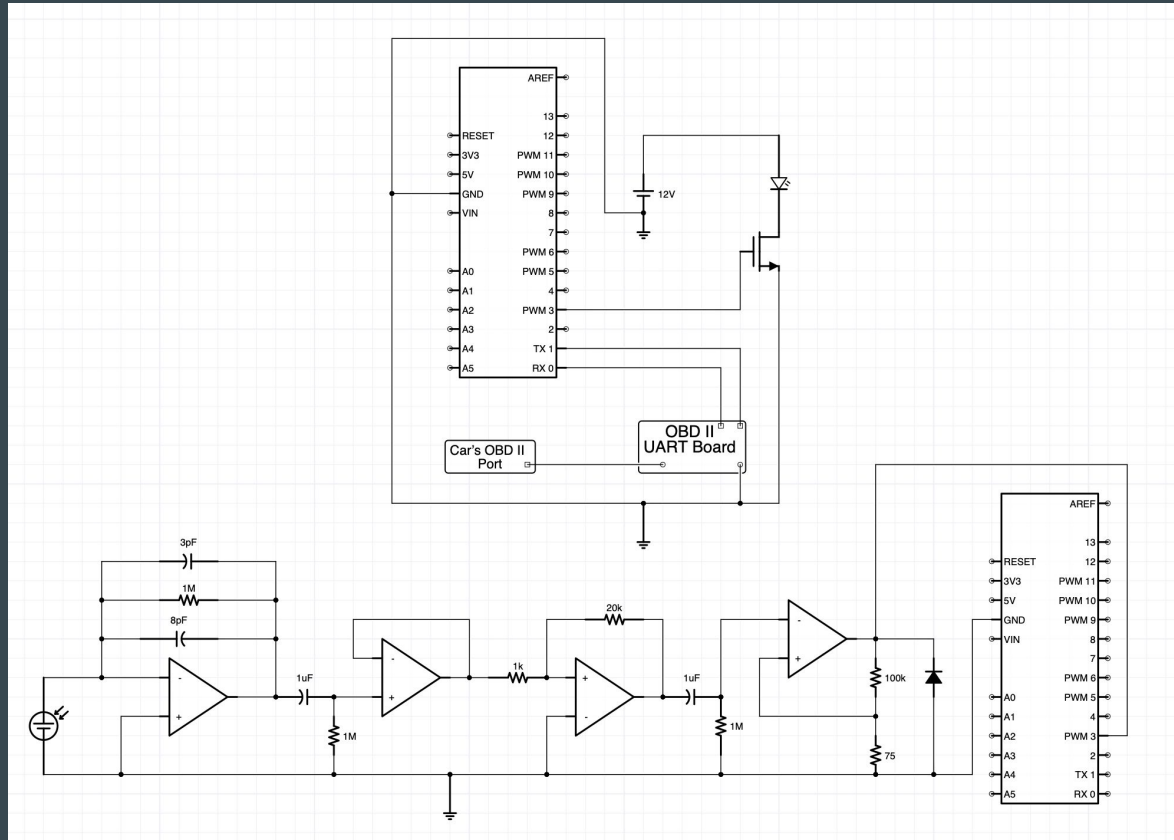 AREF
13
RESET
12
3V3
PWM 11
5V
PWM 10
GND
PWM 9
VIN
8
7
PWM 6
A0
PWM 5
A1
4
A2
PWM 3
A3
2
A4
TX 1
A5
RX 0
12V
Car's OBD II
Port
OBD II
UART Board
3pF
1M
8pF
1uF
1M
1k
20k
1uF
1M
100k
75
AREF
13
RESET
12
3V3
PWM 11
5V
PWM 10
GND
PWM 9
VIN
8
7
PWM 6
A0
PWM 5
A1
4
A2
PWM 3
A3
2
A4
TX 1
A5
RX 0
-
+
-
+
+
-
-
+